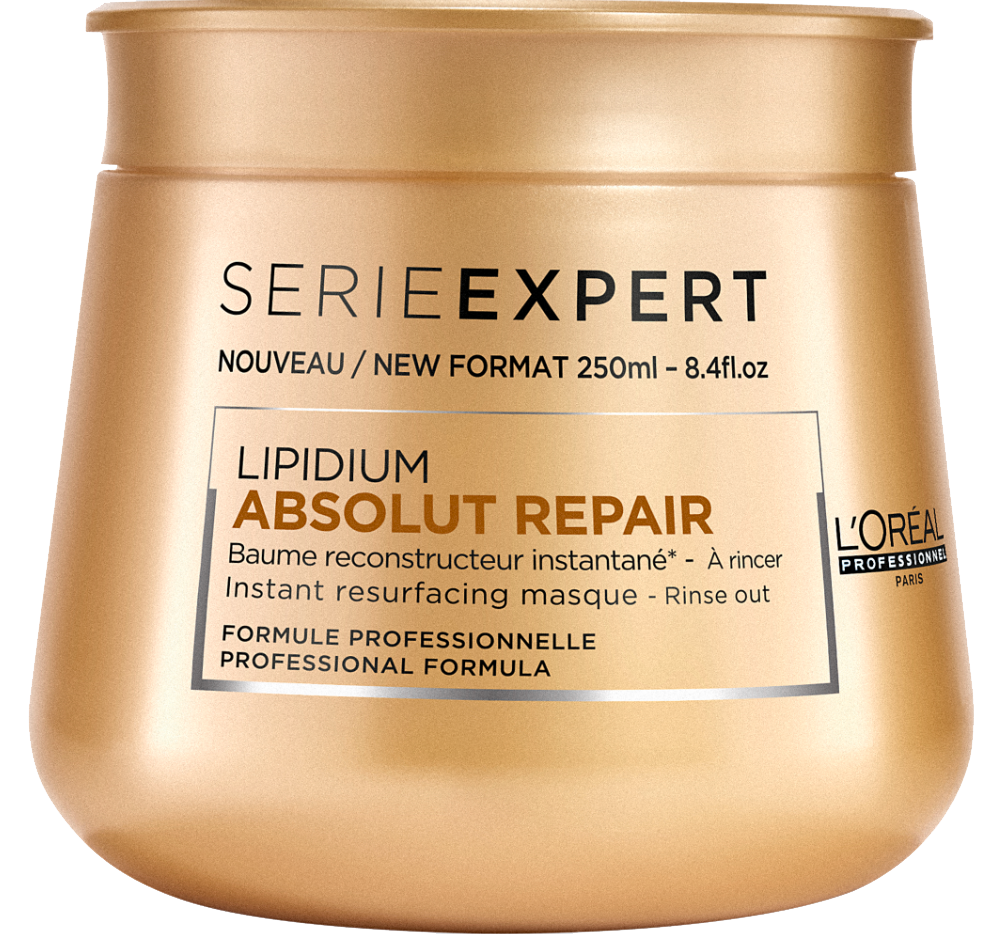 SERIEEXPERT
NOUVEAU / NEW FORMAT 250ml - 8.4fl.oz
LIPIDIUM
ABSOLUT REPAIR
Baume reconstructeur instantané* - À rincer
Instant resurfacing masque - Rinse out
FORMULE PROFESSIONNELLE
PROFESSIONAL FORMULA
L'ORÉAL
PROFESSIONNEL
PARIS